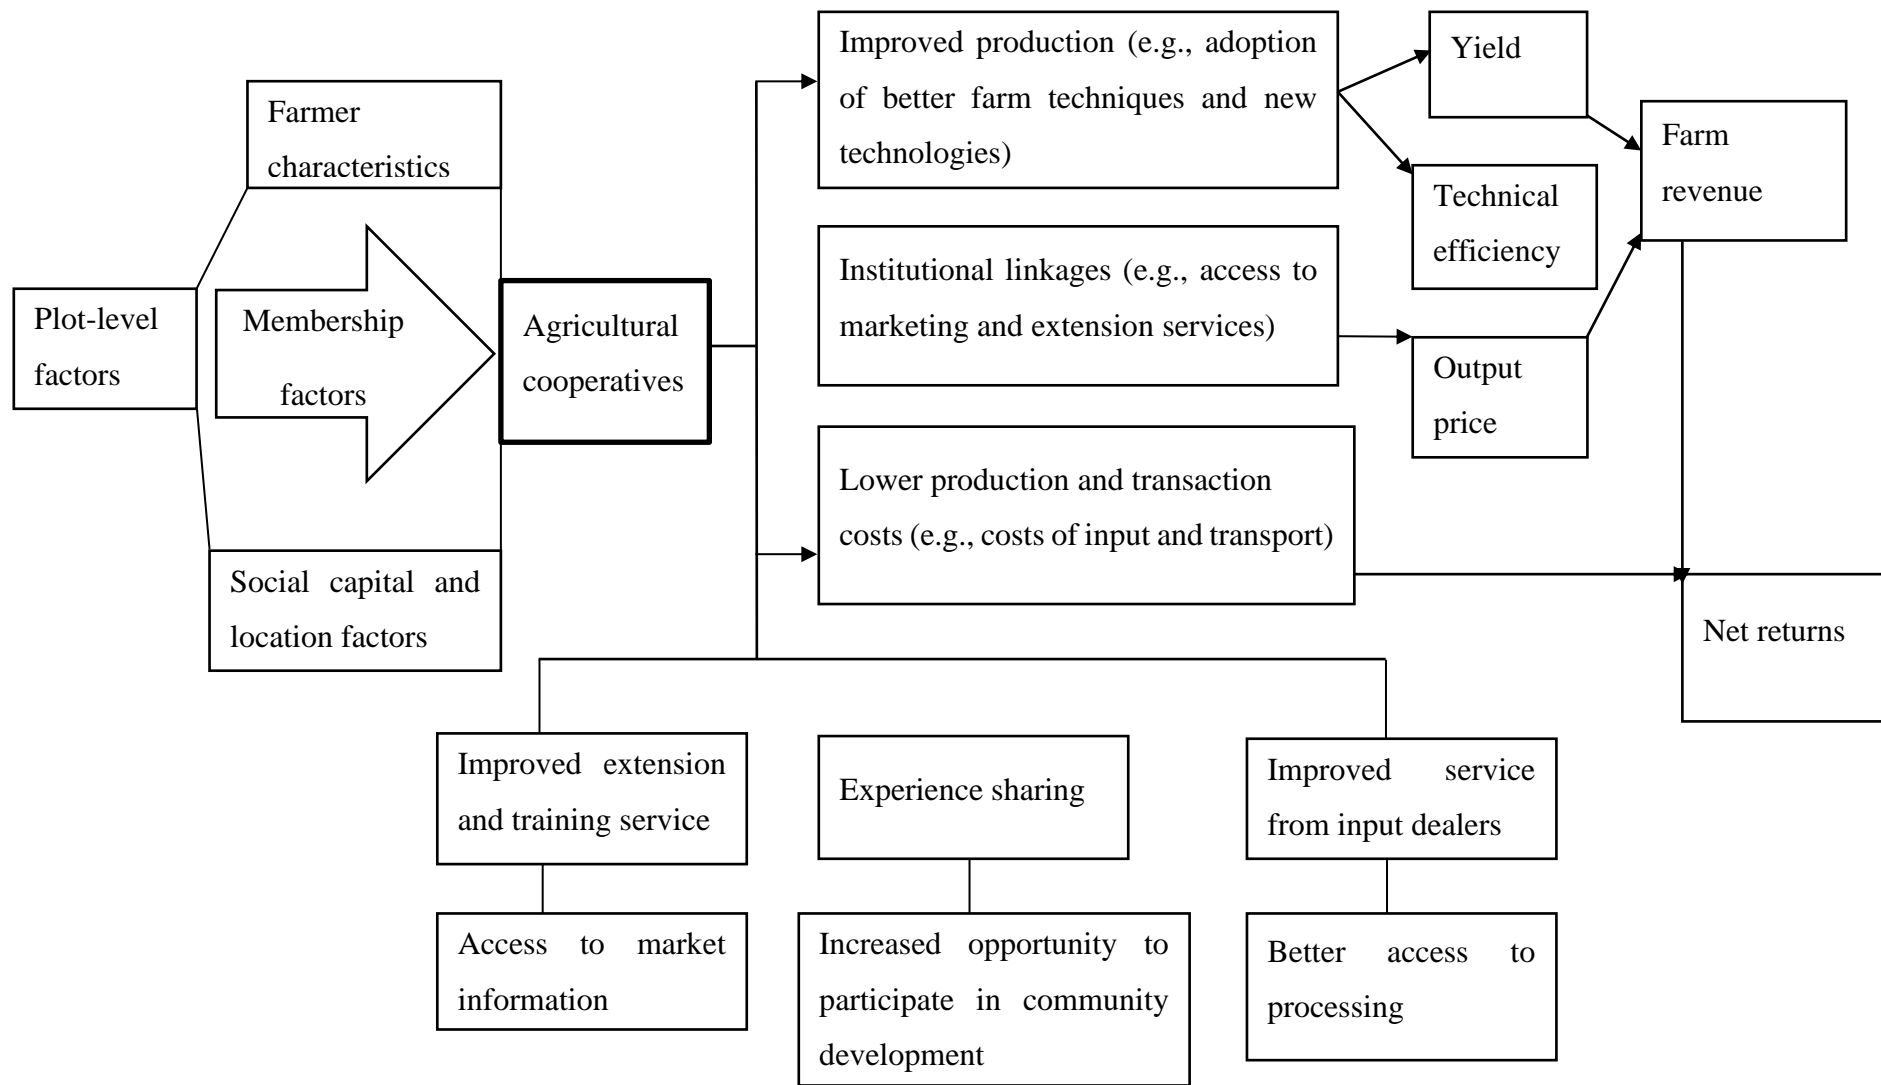 Plot-level
factors
Farmer
characteristics
Membership
factors
Social capital and
location factors
Agricultural
cooperatives
Improved production (e.g., adoption
of better farm techniques and new
technologies)
Institutional linkages (e.g., access to
marketing and extension services)
Lower production and transaction
costs (e.g., costs of input and transport)
Yield
Technical
efficiency
Output
price
Farm
revenue
Net returns
Improved extension
and training service
Experience sharing
Improved service
from input dealers
Access to market
information
Increased opportunity to
participate in community
development
Better access to
processing